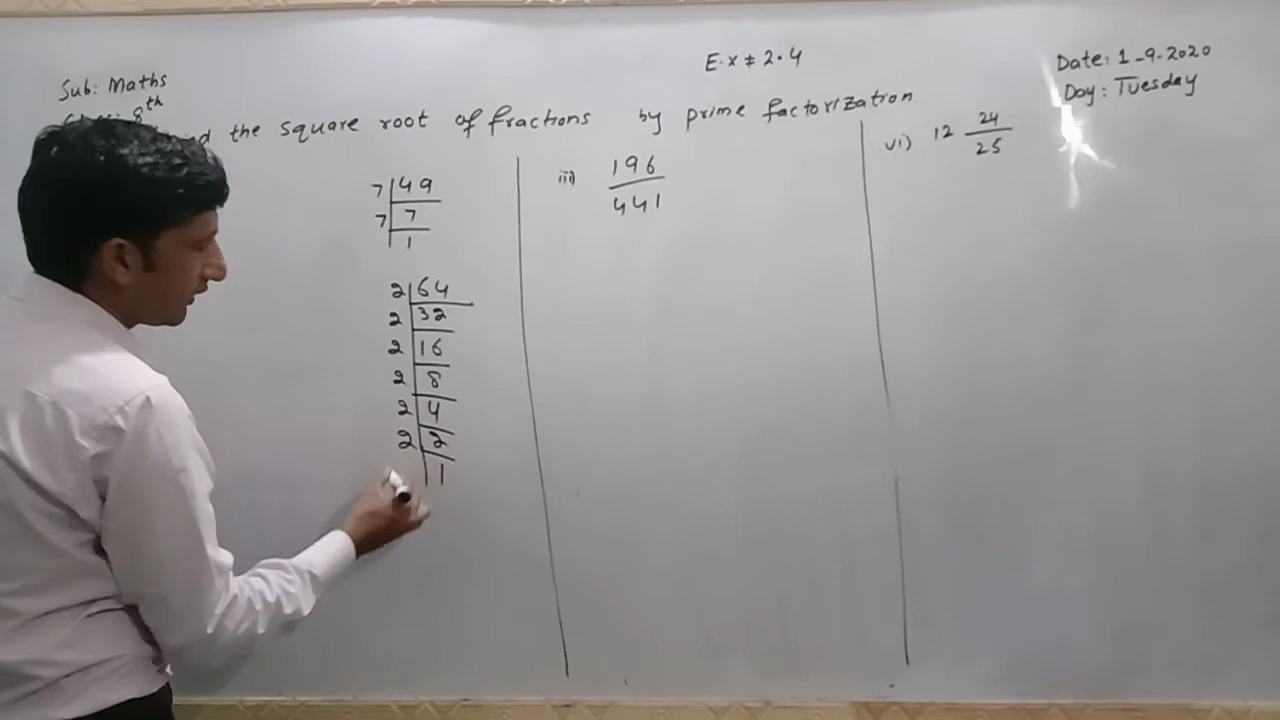 E.x # 2.4
Date: 1-9-2020
Sub: Maths
Day: Tuesday
8th
the square root of fractions by prime factorization
7 | 49
7 | 7
1
2 | 64
2 | 32
2 | 16
2 | 8
2 | 4
2 | 2
1
iii) 196
441
vi) 12 24
25